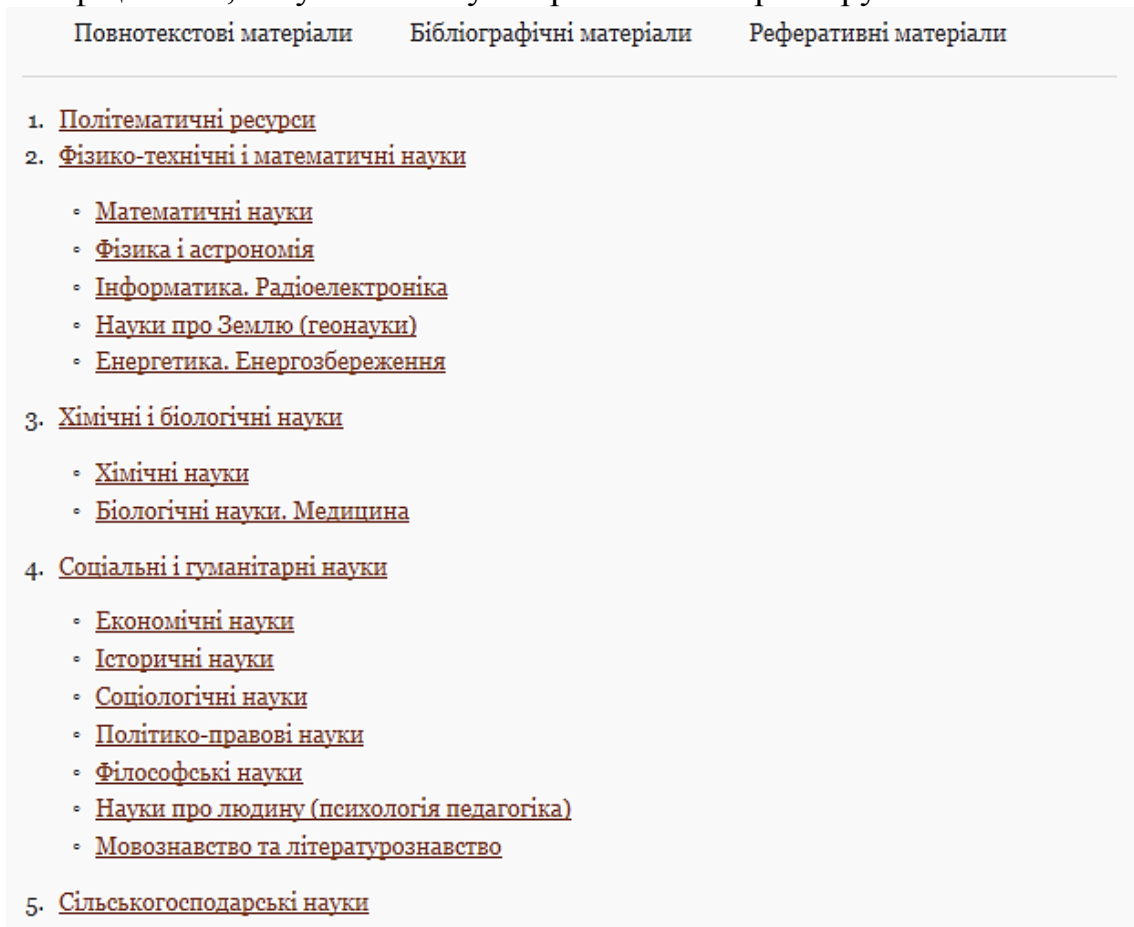 Повнотекстові матеріали Бібліографічні матеріали Реферативні матеріали
1. Політематичні ресурси
2. Фізико-технічні і математичні науки
◦ Математичні науки
◦ Фізика і астрономія
◦ Інформатика. Радіоелектроніка
◦ Науки про Землю (геонауки)
◦ Енергетика. Енергозбереження
3. Хімічні і біологічні науки
◦ Хімічні науки
◦ Біологічні науки. Медицина
4. Соціальні і гуманітарні науки
◦ Економічні науки
◦ Історичні науки
◦ Соціологічні науки
◦ Політико-правові науки
◦ Філософські науки
◦ Науки про людину (психологія педагогіка)
◦ Мовознавство та літературознавство
5. Сільськогосподарські науки